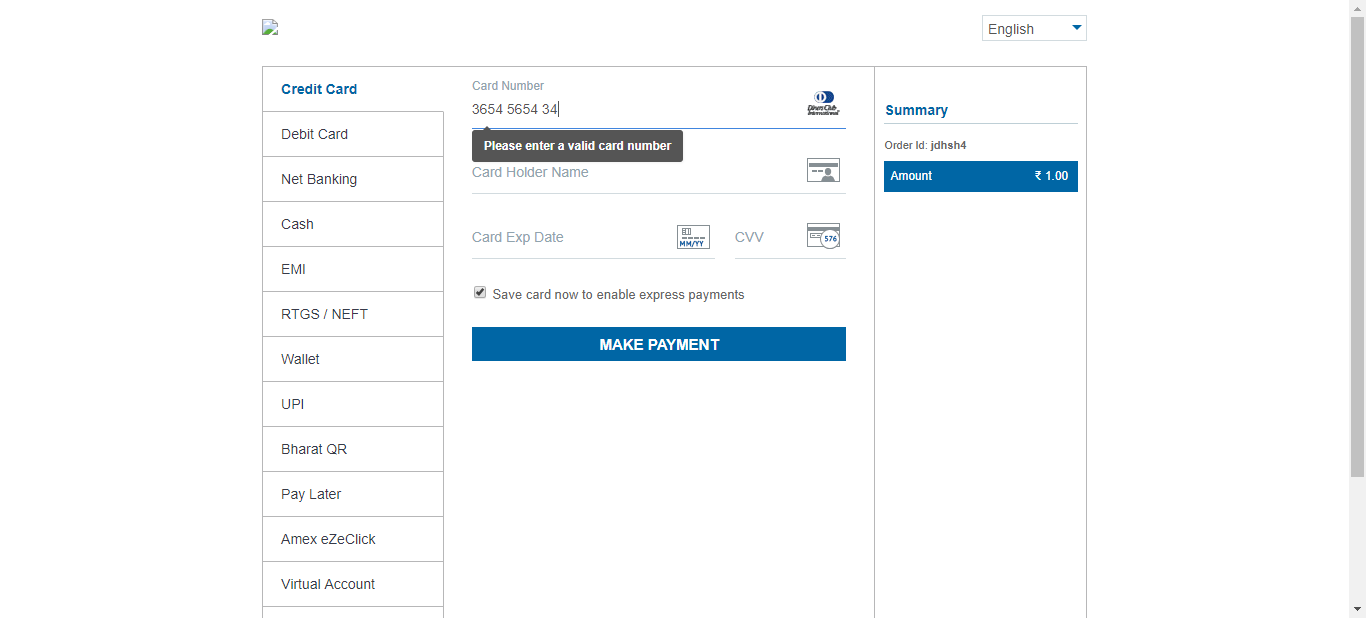 English
Credit Card
Debit Card
Net Banking
Cash
EMI
RTGS / NEFT
Wallet
UPI
Bharat QR
Pay Later
Amex eZeClick
Virtual Account
Card Number
3654 5654 34
Diners Club
International
Please enter a valid card number
Card Holder Name
Card Exp Date
MM/YY
CVV
576
Save card now to enable express payments
MAKE PAYMENT
Summary
Order Id: jdhsh4
Amount ₹ 1.00